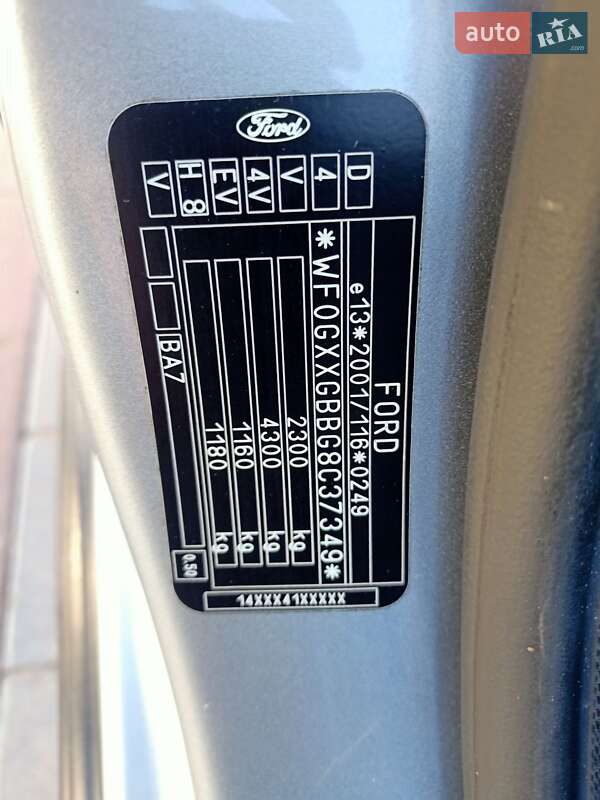 auto RIA .com
Ford
D
4
V
4V
EV
H 8
V
FORD
e13*2001/116*0249
*WF0GXXGBBG8C37349*
2300 kg
4300 kg
1160 kg
1180 kg
BA7
0.50
14XXX41XXXXX